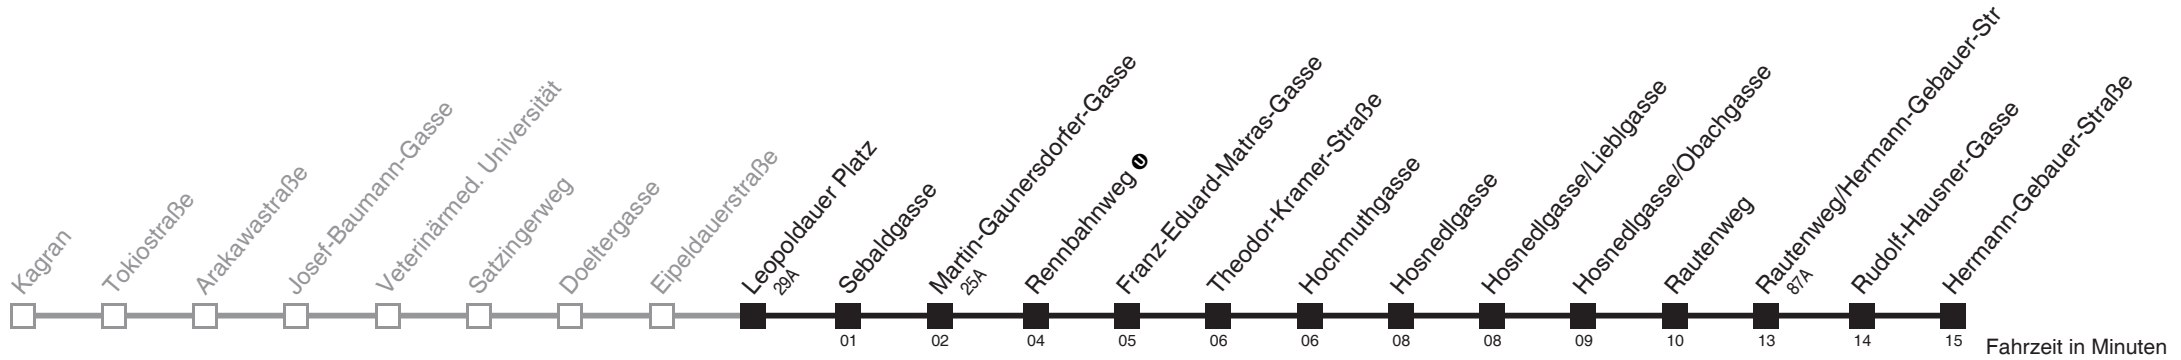 Kagran
Tokiostraße
Arakawastraße
Josef-Baumann-Gasse
Veterinärmed. Universität
Satzingerweg
Doeltergasse
Eipeldauerstraße
Leopoldauer Platz
29A
Sebaldgasse
Martin-Gaunersdorfer-Gasse
25A
Rennbahnweg U
Franz-Eduard-Matras-Gasse
Theodor-Kramer-Straße
Hochmuthgasse
Hosnedlgasse
Hosnedlgasse/Lieblgasse
Hosnedlgasse/Obachgasse
Rautenweg
Rautenweg/Hermann-Gebauer-Str
87A
Rudolf-Hausner-Gasse
Hermann-Gebauer-Straße
01 02 04 05 06 06 08 08 09 10 13 14 15 Fahrzeit in Minuten